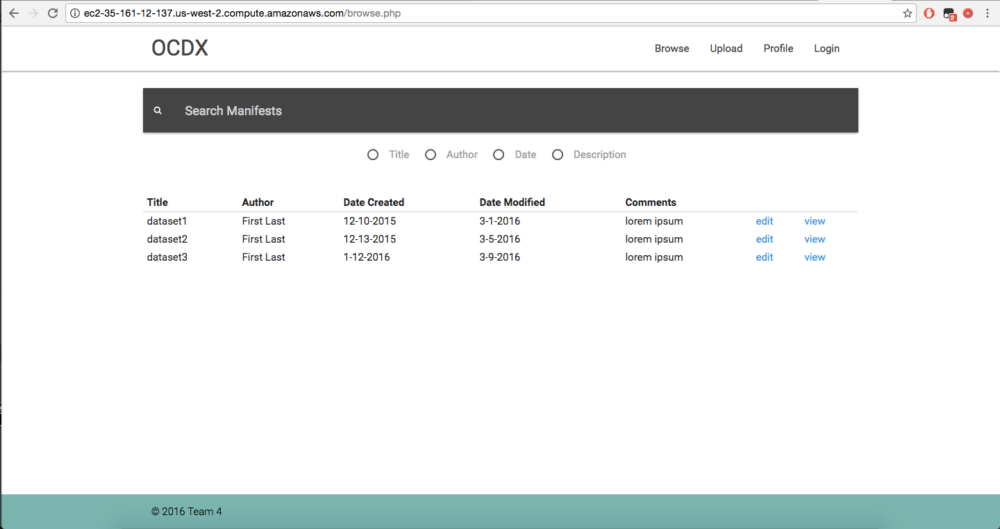 ec2-35-161-12-137.us-west-2.compute.amazonaws.com/browse.php
2
OCDX Browse Upload Profile Login
Search Manifests
Title Author Date Description
Title Author Date Created Date Modified Comments
dataset1 First Last 12-10-2015 3-1-2016 lorem ipsum edit view
dataset2 First Last 12-13-2015 3-5-2016 lorem ipsum edit view
dataset3 First Last 1-12-2016 3-9-2016 lorem ipsum edit view
© 2016 Team 4